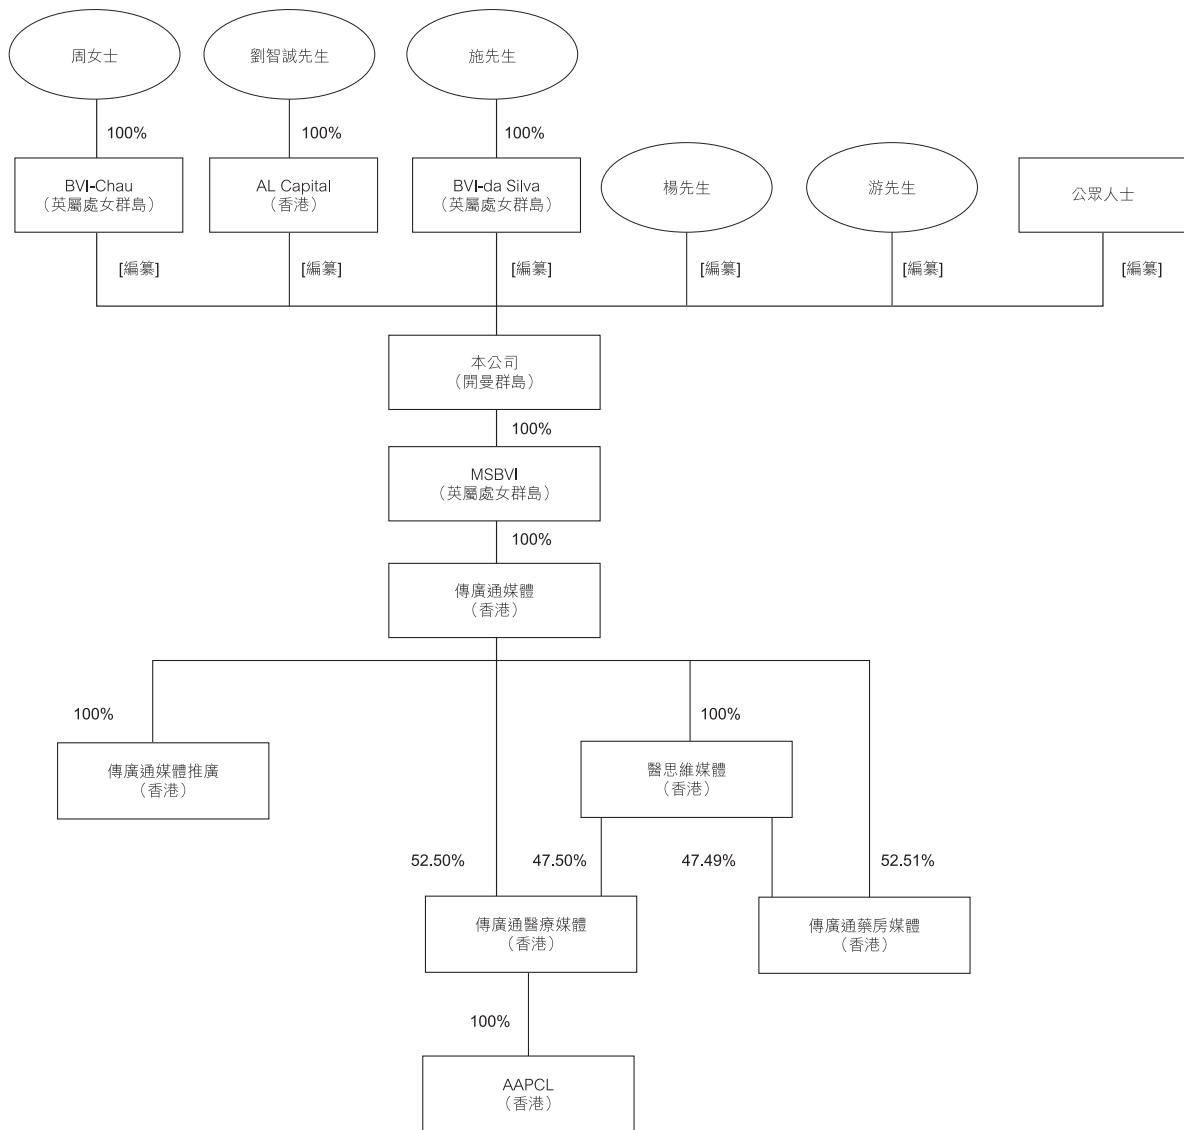 周女士
劉智誠先生
施先生
100%
100%
100%
BVI-Chau
（英屬處女群島）
AL Capital
（香港）
BVI-da Silva
（英屬處女群島）
楊先生
游先生
公眾人士
[編纂]
[編纂]
[編纂]
[編纂]
[編纂]
[編纂]
本公司
（開曼群島）
100%
MSBVI
（英屬處女群島）
100%
傳廣通媒體
（香港）
100%
100%
傳廣通媒體推廣
（香港）
醫思維媒體
（香港）
52.50%
47.50%
47.49%
52.51%
傳廣通醫療媒體
（香港）
傳廣通藥房媒體
（香港）
100%
AAPCL
（香港）